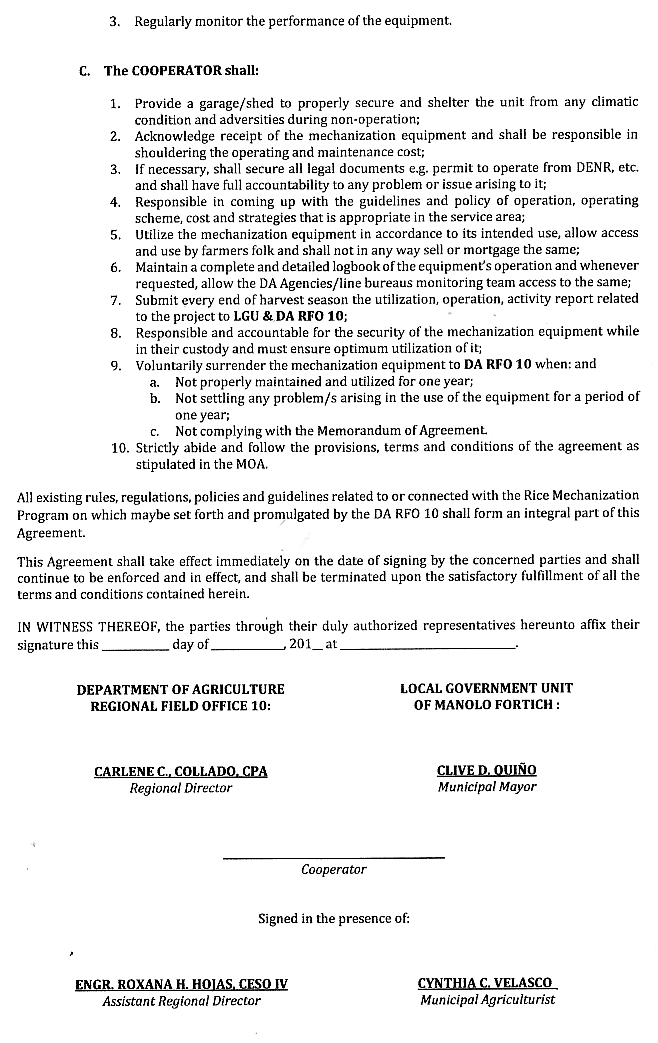 3. Regularly monitor the performance of the equipment.
C. The COOPERATOR shall:
1. Provide a garage/shed to properly secure and shelter the unit from any climatic
condition and adversities during non-operation;
2. Acknowledge receipt of the mechanization equipment and shall be responsible in
shouldering the operating and maintenance cost;
3. If necessary, shall secure all legal documents e.g. permit to operate from DENR, etc.
and shall have full accountability to any problem or issue arising to it;
4. Responsible in coming up with the guidelines and policy of operation, operating
scheme, cost and strategies that is appropriate in the service area;
5. Utilize the mechanization equipment in accordance to its intended use, allow access
and use by farmers folk and shall not in any way sell or mortgage the same;
6. Maintain a complete and detailed logbook of the equipment's operation and whenever
requested, allow the DA Agencies/line bureaus monitoring team access to the same;
7. Submit every end of harvest season the utilization, operation, activity report related
to the project to LGU & DA RFO 10;
8. Responsible and accountable for the security of the mechanization equipment while
in their custody and must ensure optimum utilization of it;
9. Voluntarily surrender the mechanization equipment to DA RFO 10 when: and
a. Not properly maintained and utilized for one year;
b. Not settling any problem/s arising in the use of the equipment for a period of
one year;
c. Not complying with the Memorandum of Agreement.
10. Strictly abide and follow the provisions, terms and conditions of the agreement as
stipulated in the MOA.
All existing rules, regulations, policies and guidelines related to or connected with the Rice Mechanization
Program on which maybe set forth and promulgated by the DA RFO 10 shall form an integral part of this
Agreement.
This Agreement shall take effect immediately on the date of signing by the concerned parties and shall
continue to be enforced and in effect, and shall be terminated upon the satisfactory fulfillment of all the
terms and conditions contained herein.
IN WITNESS THEREOF, the parties through their duly authorized representatives hereunto affix their
signature this __________ day of ___________, 201_ at __________________________.
DEPARTMENT OF AGRICULTURE LOCAL GOVERNMENT UNIT
REGIONAL FIELD OFFICE 10: OF MANOLO FORTICH :
CARLENE C., COLLADO, CPA CLIVE D. QUIÑO
Regional Director Municipal Mayor
Cooperator
Signed in the presence of:
ENGR. ROXANA H. HOJAS, CESO IV CYNTHIA C. VELASCO
Assistant Regional Director Municipal Agriculturist